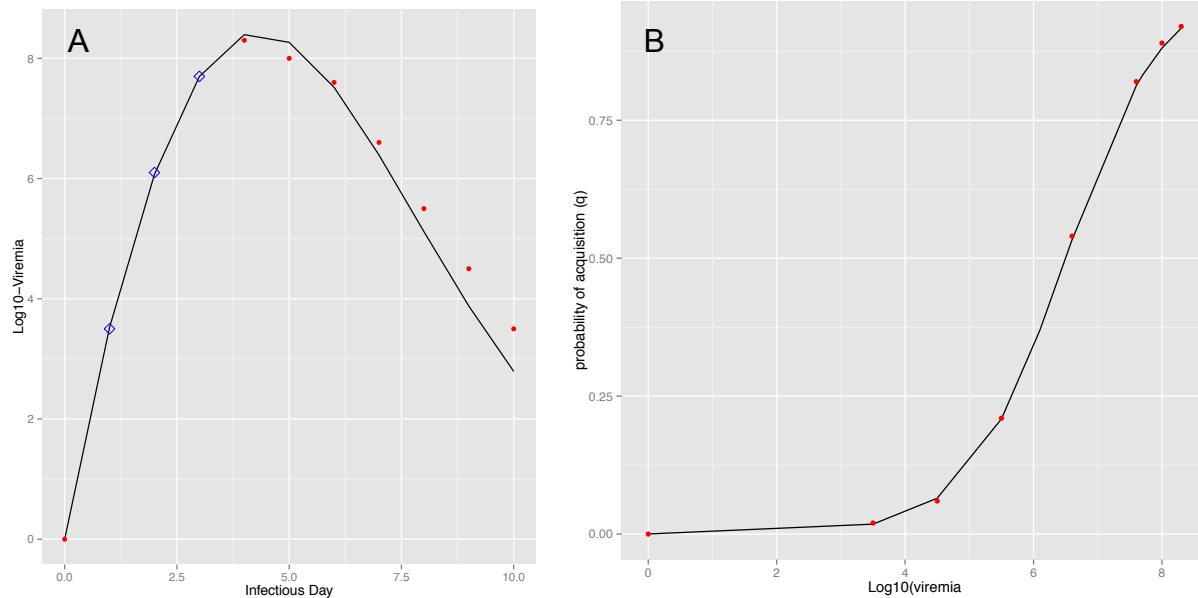 A
8
6
4
2
0
Log10-Viremia
0.0 2.5 5.0 7.5 10.0
Infectious Day
B
0.75
0.50
0.25
0.00
probability of acquisition (q)
0 2 4 6 8
Log10(viremia